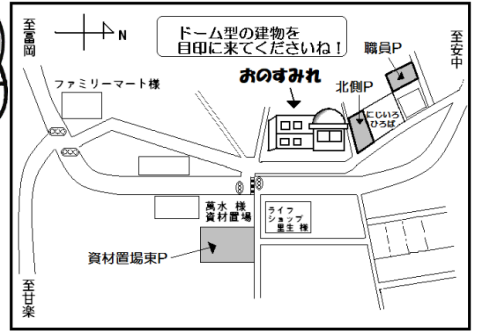 至富岡
N
ドーム型の建物を
目印に来てくださいね！
至安中
職員P
ファミリーマート様
おのすみれ
北側P
にじいろ
ひろば
萬水 様
資材置場
ライフ
ショップ
里生 様
資材置場東P
至甘楽